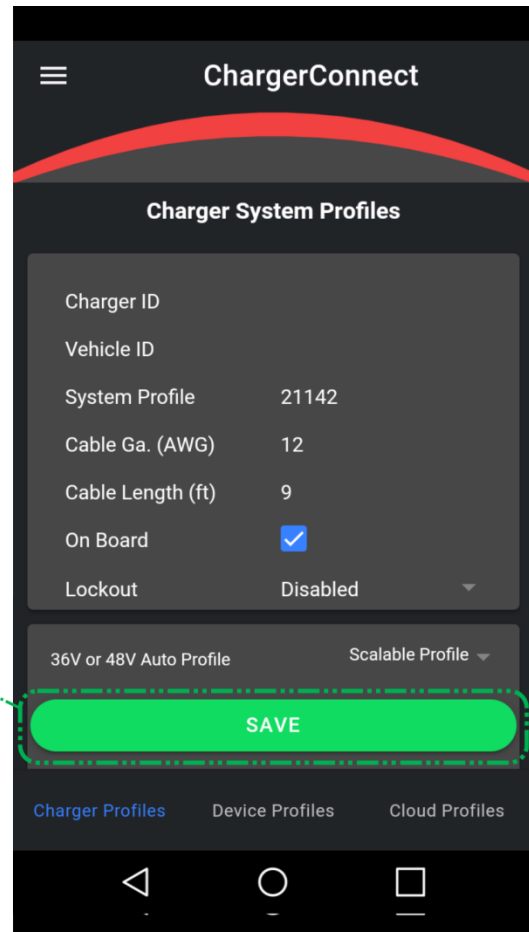 ChargerConnect
Charger System Profiles
Charger ID
Vehicle ID
System Profile 21142
Cable Ga. (AWG) 12
Cable Length (ft) 9
On Board
Lockout Disabled
36V or 48V Auto Profile Scalable Profile
SAVE
Charger Profiles Device Profiles Cloud Profiles